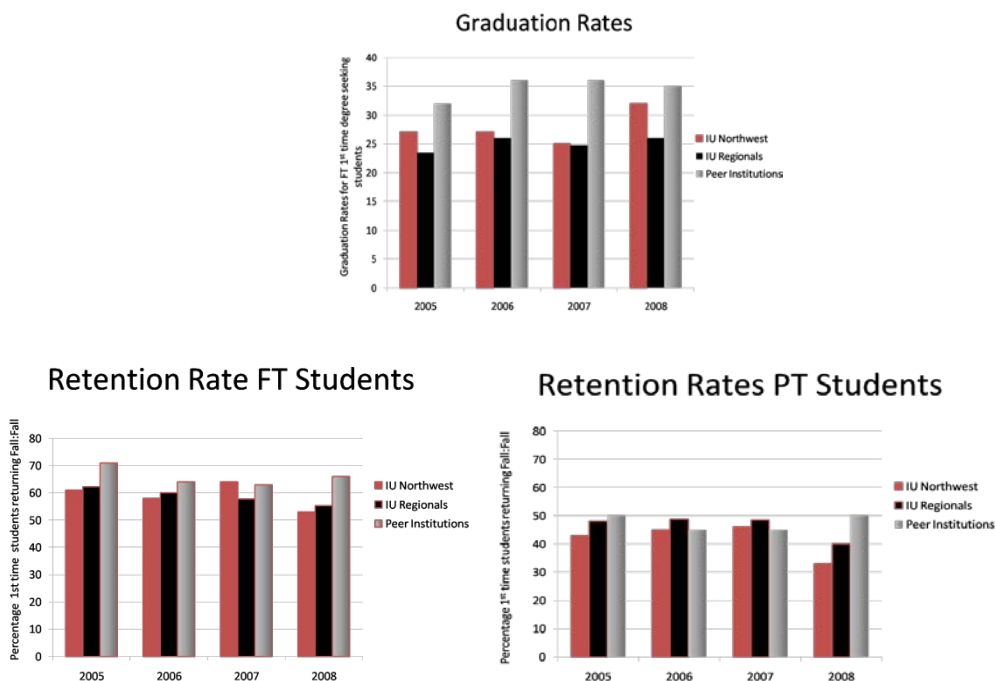 Graduation Rates
Graduation Rates for FT 1st time degree seeking
students
40
35
30
25
20
15
10
5
0
2005
2006
2007
2008
IU Northwest
IU Regionals
Peer Institutions
Retention Rate FT Students
Percentage 1st time students returning Fall:Fall
80
70
60
50
40
30
20
10
0
2005
2006
2007
2008
IU Northwest
IU Regionals
Peer Institutions
Retention Rates PT Students
Percentage 1st time students returning Fall:Fall
80
70
60
50
40
30
20
10
0
2005
2006
2007
2008
IU Northwest
IU Regionals
Peer Institutions